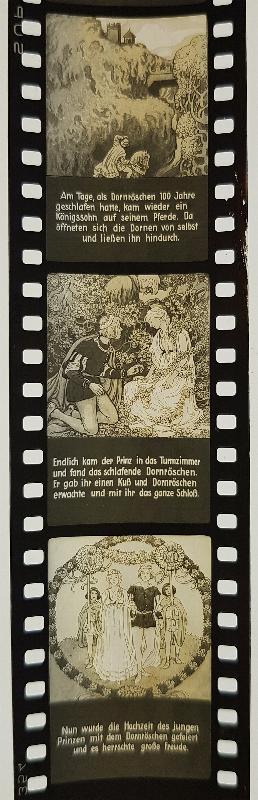 Am Tage, als Dornröschen 100 Jahre
geschlafen hatte, kam wieder ein
Königssohn auf seinem Pferde. Da
öffneten sich die Dornen von selbst
und ließen ihn hindurch.
Endlich kam der Prinz in das Turmzimmer
und fand das schlafende Dornröschen.
Er gab ihr einen Kuß und Dornröschen
erwachte und mit ihr das ganze Schloß.
Nun wurde die Hochzeit des jungen
Prinzen mit dem Dornröschen gefeiert
und es herrschte große Freude.